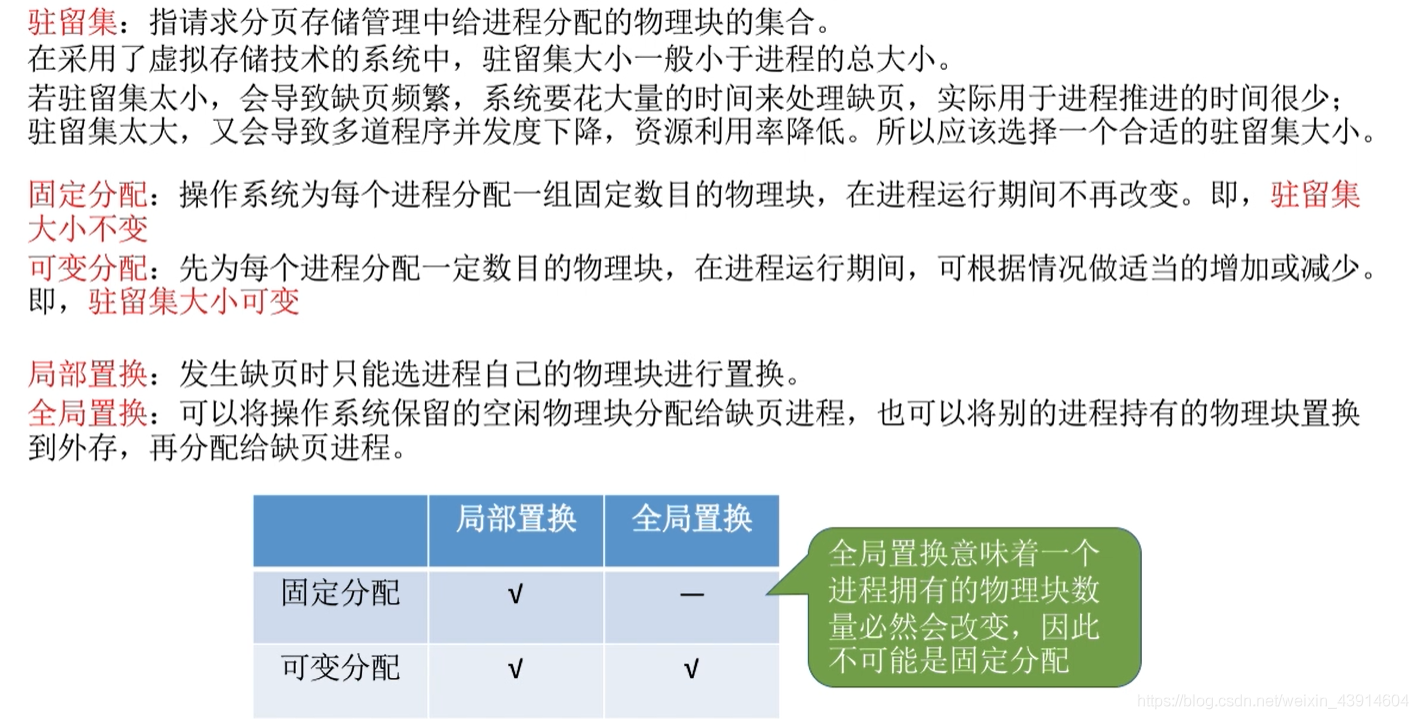 驻留集：指请求分页存储管理中给进程分配的物理块的集合。
在采用了虚拟存储技术的系统中，驻留集大小一般小于进程的总大小。
若驻留集太小，会导致缺页频繁，系统要花大量的时间来处理缺页，实际用于进程推进的时间很少；
驻留集太大，又会导致多道程序并发度下降，资源利用率降低。所以应该选择一个合适的驻留集大小。
固定分配：操作系统为每个进程分配一组固定数目的物理块，在进程运行期间不再改变。即，驻留集
大小不变
可变分配：先为每个进程分配一定数目的物理块，在进程运行期间，可根据情况做适当的增加或减少。
即，驻留集大小可变
局部置换：发生缺页时只能选进程自己的物理块进行置换。
全局置换：可以将操作系统保留的空闲物理块分配给缺页进程，也可以将别的进程持有的物理块置换
到外存，再分配给缺页进程。
局部置换 全局置换
固定分配 √ —
可变分配 √ √
全局置换意味着一个
进程拥有的物理块数
量必然会改变，因此
不可能是固定分配
https://blog.csdn.net/weixin_43914604